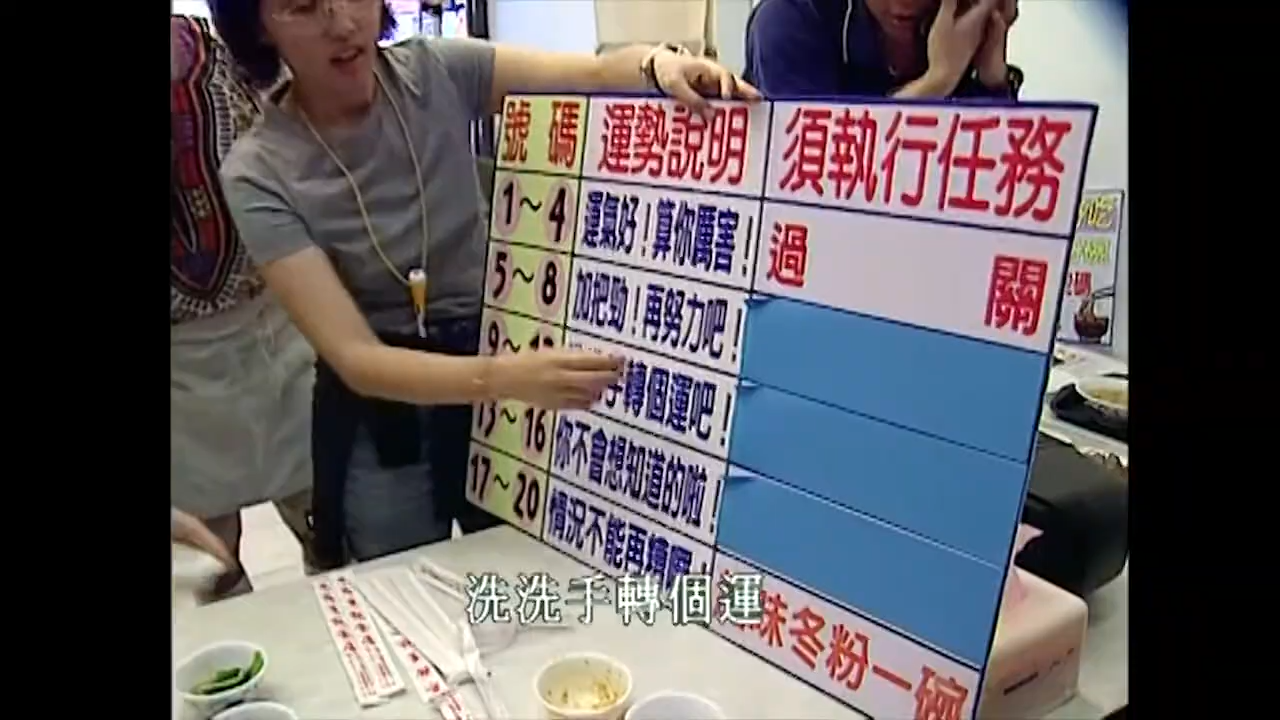 號碼 運勢說明 須執行任務
1~4 運氣好!算你厲害! 過關
5~8 加把勁!再努力吧!
手轉個運吧!
13~16 你不會想知道的啦!
17~20 情況不能再 味冬粉一碗
洗洗手轉個運